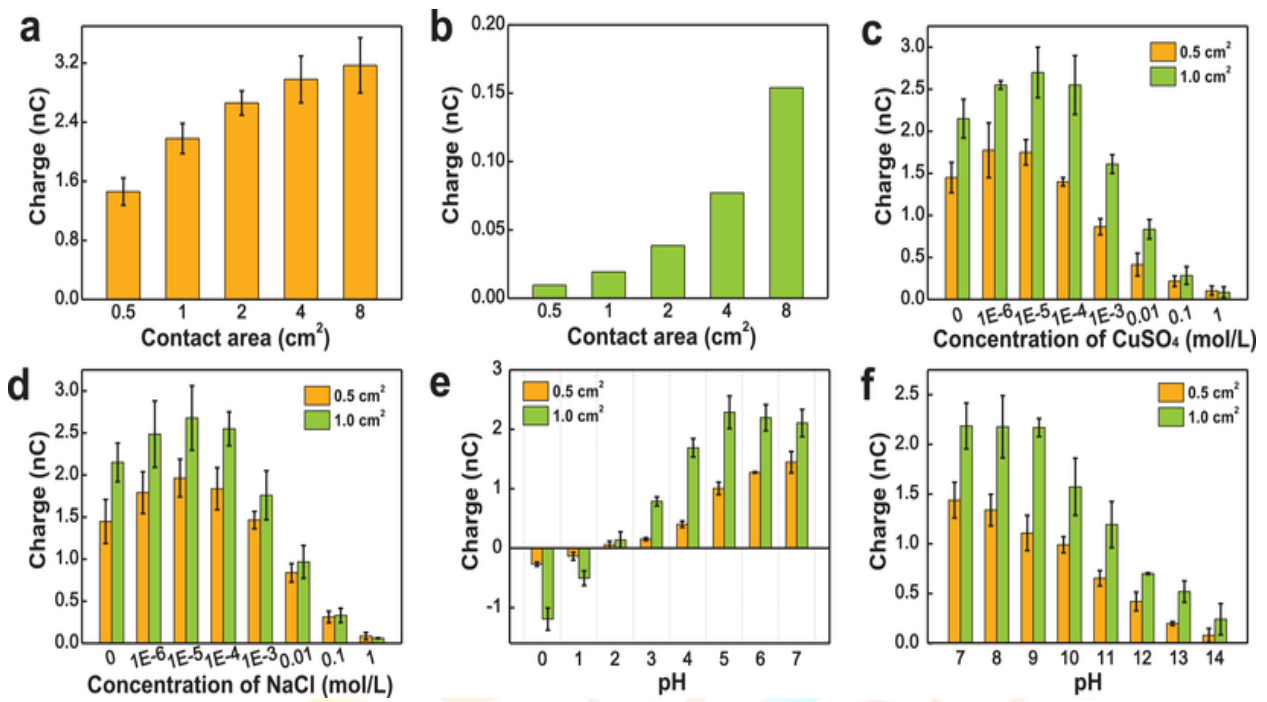 a
Charge (nC)
3.2
2.4
1.6
0.8
0.0
0.5 1 2 4 8
Contact area (cm²)
b
Charge (nC)
0.20
0.15
0.10
0.05
0.00
0.5 1 2 4 8
Contact area (cm²)
c
Charge (nC)
3.0
2.5
2.0
1.5
1.0
0.5
0.0
0.5 cm²
1.0 cm²
0 1E-6 1E-5 1E-4 1E-3 0.01 0.1 1
Concentration of CuSO₄ (mol/L)
d
Charge (nC)
3.0
2.5
2.0
1.5
1.0
0.5
0.0
0.5 cm²
1.0 cm²
0 1E-6 1E-5 1E-4 1E-3 0.01 0.1 1
Concentration of NaCl (mol/L)
e
Charge (nC)
3
2
1
0
-1
0.5 cm²
1.0 cm²
0 1 2 3 4 5 6 7
pH
f
Charge (nC)
2.5
2.0
1.5
1.0
0.5
0.0
0.5 cm²
1.0 cm²
7 8 9 10 11 12 13 14
pH